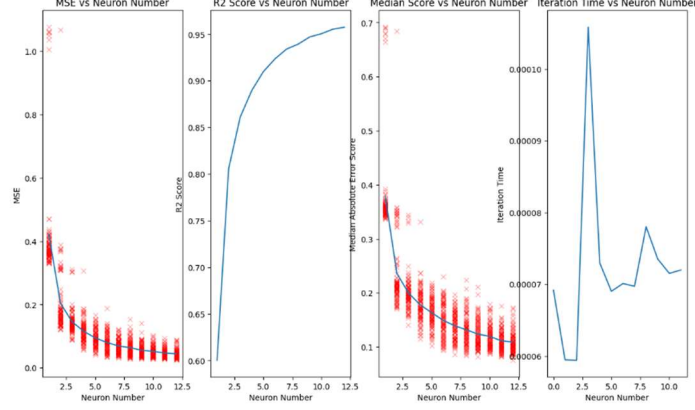 MSE vs Neuron Number
R2 Score vs Neuron Number
Median Score vs Neuron Number
Iteration Time vs Neuron Number
MSE
1.0
0.8
0.6
0.4
0.2
0.0
2.5 5.0 7.5 10.0 12.5
Neuron Number
R2 Score
0.95
0.90
0.85
0.80
0.75
0.70
0.65
0.60
2.5 5.0 7.5 10.0 12.5
Neuron Number
Median Absolute Error Score
0.7
0.6
0.5
0.4
0.3
0.2
0.1
2.5 5.0 7.5 10.0 12.5
Neuron Number
Iteration Time
0.00010
0.00009
0.00008
0.00007
0.00006
0.0 2.5 5.0 7.5 10.0
Neuron Number